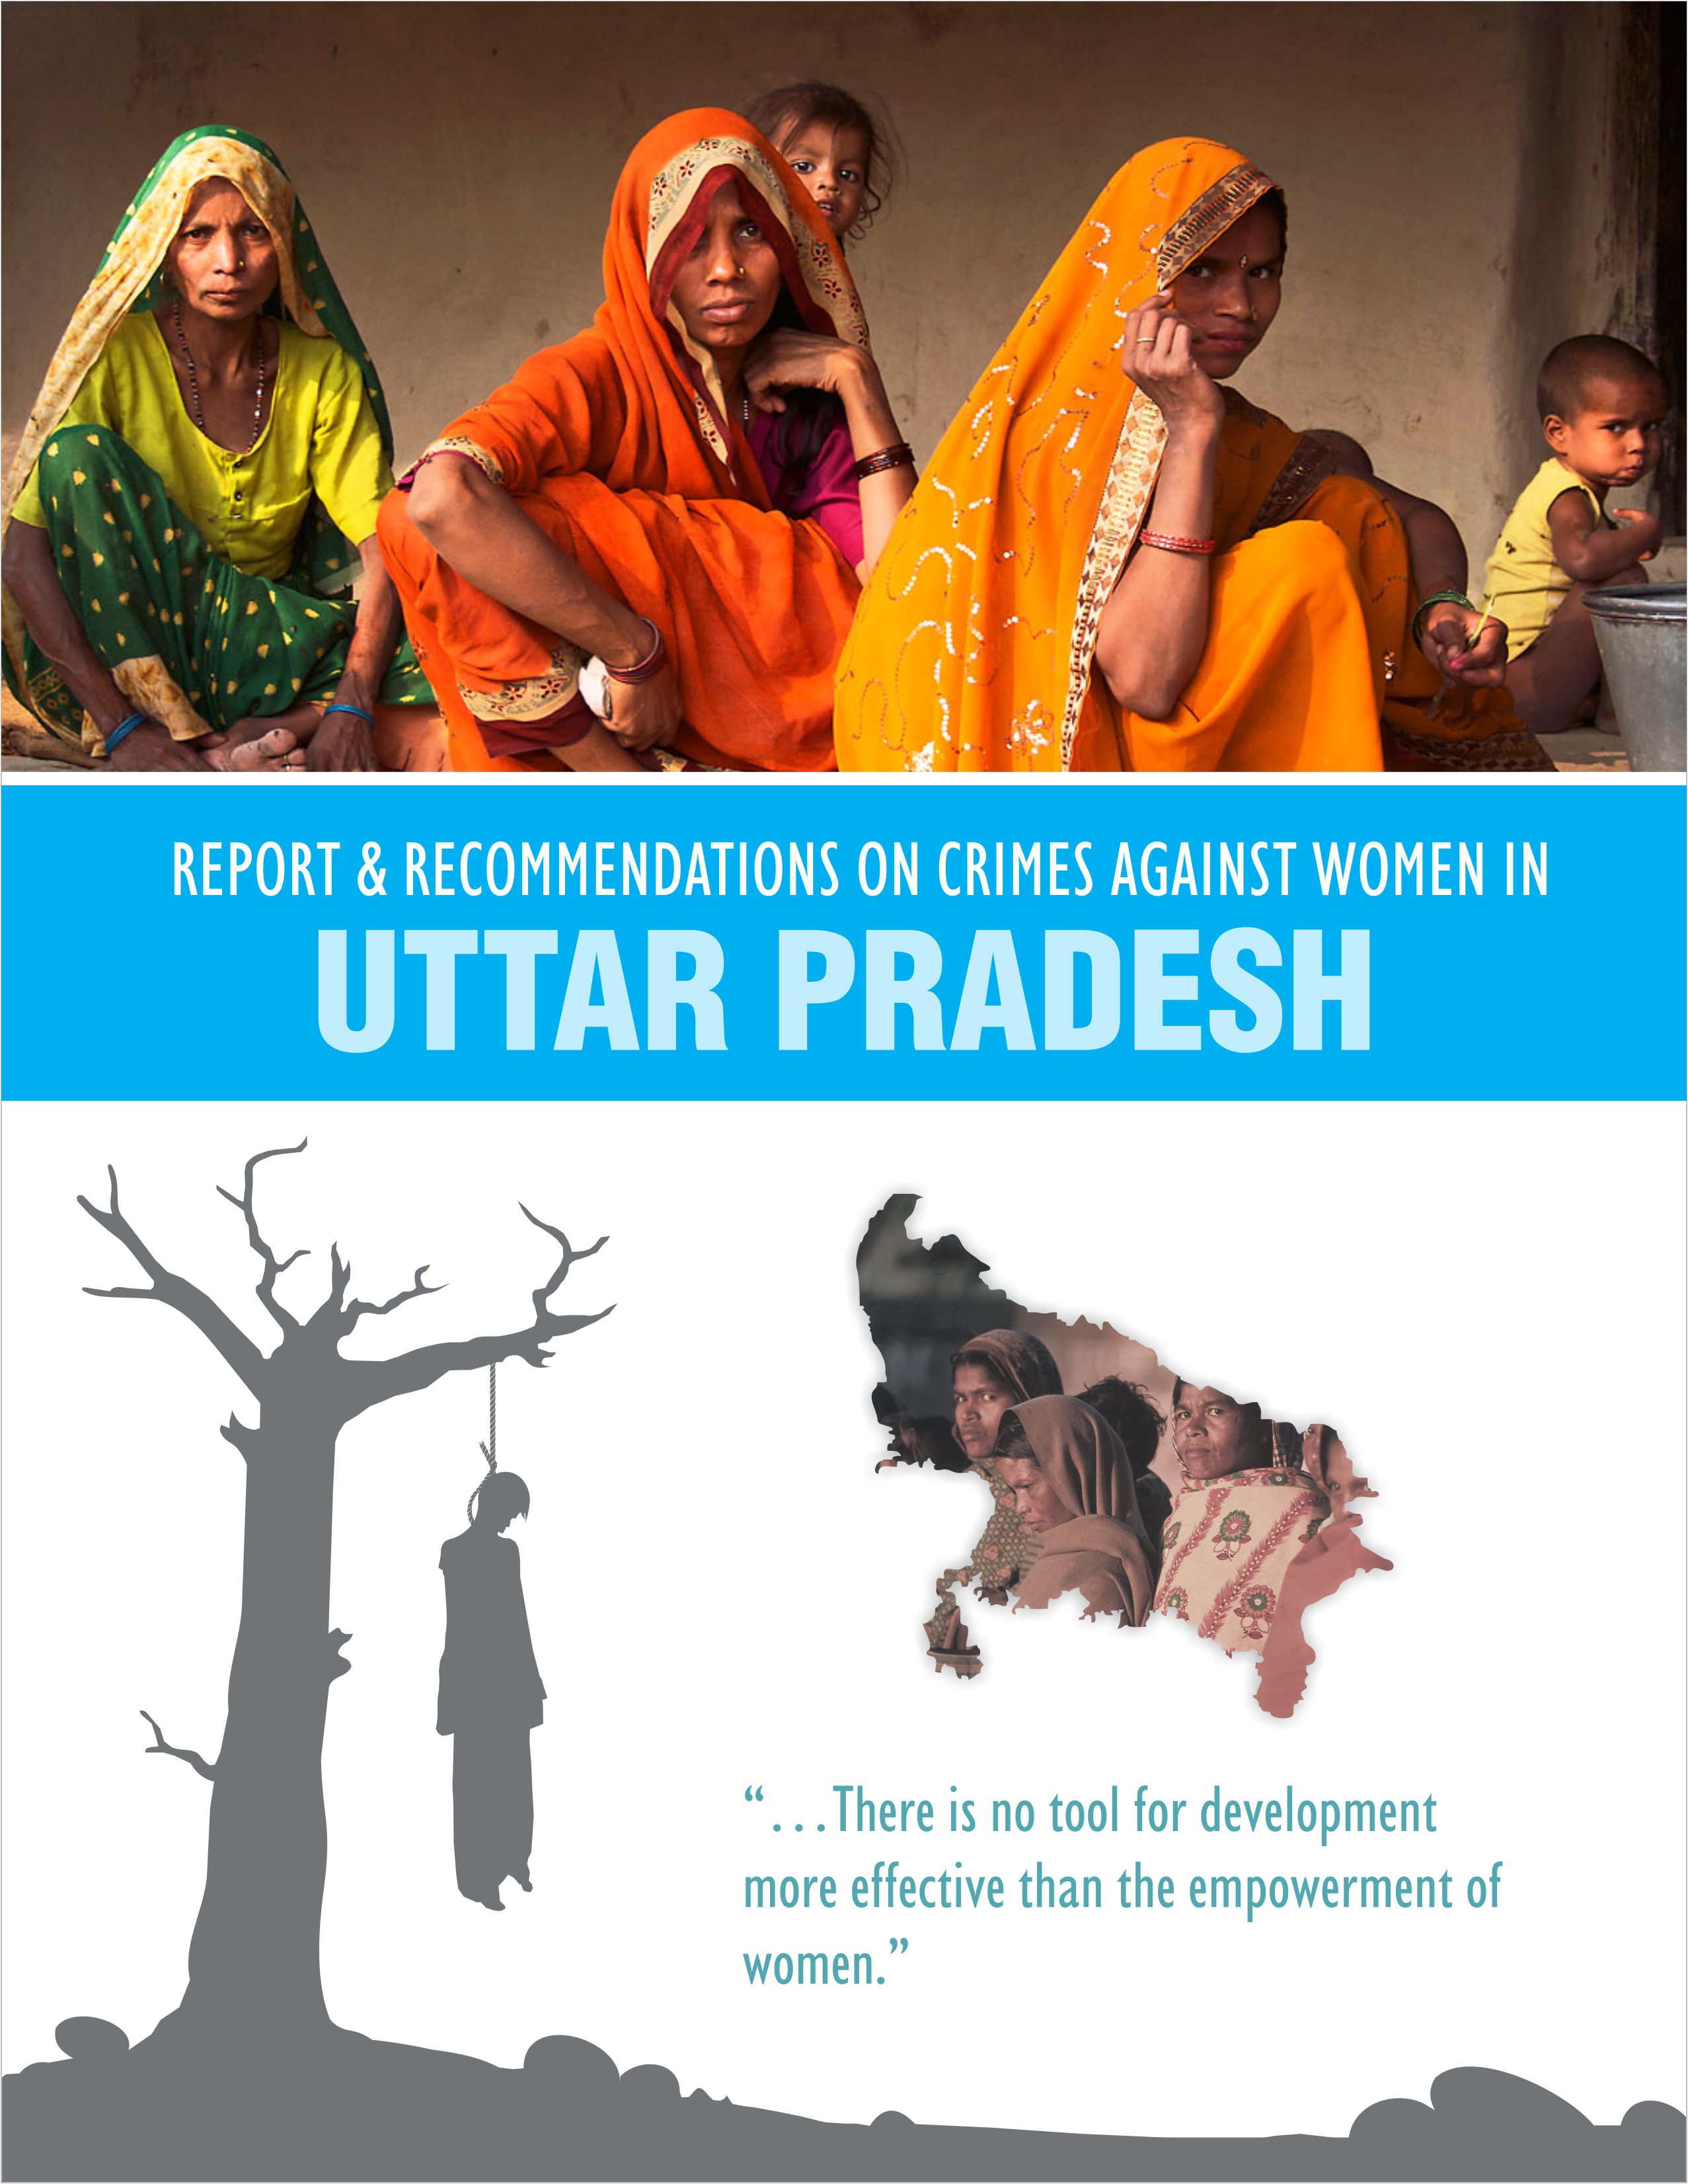 REPORT & RECOMMENDATIONS ON CRIMES AGAINST WOMEN IN
UTTAR PRADESH
“...There is no tool for development
more effective than the empowerment of
women.”